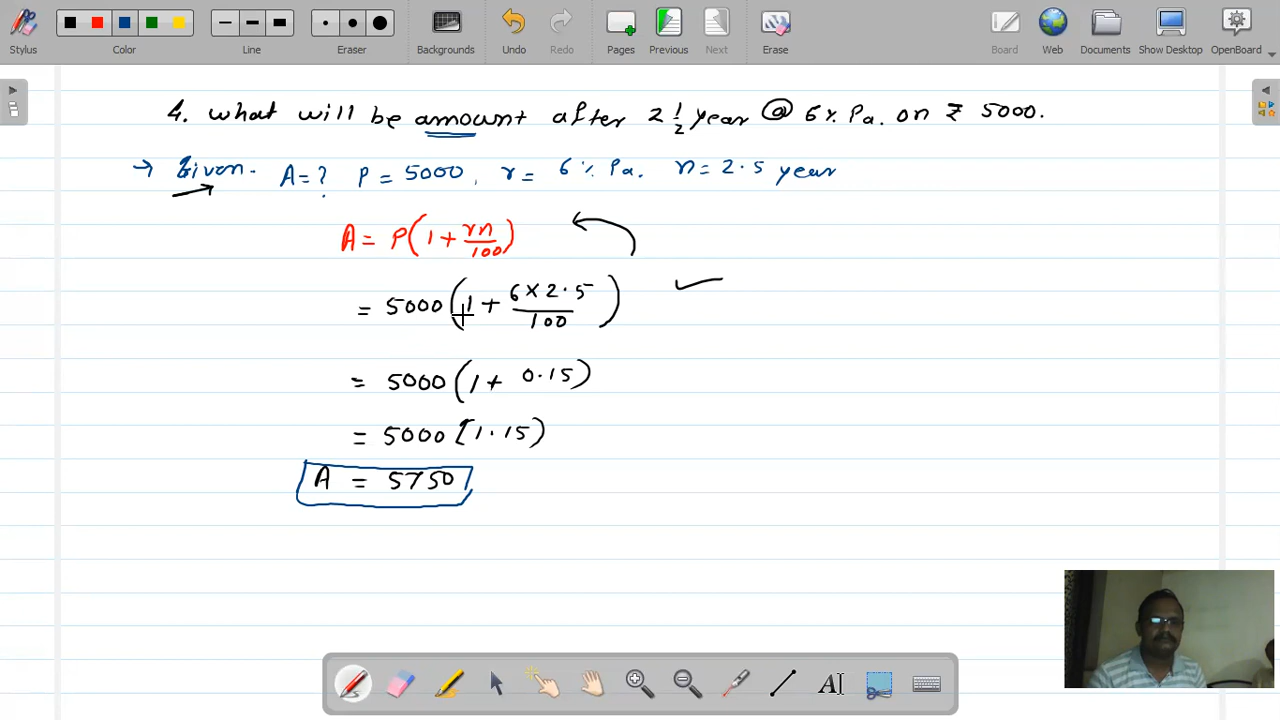 Stylus Color Line Eraser Backgrounds Undo Redo Pages Previous Next Erase Board Web Documents Show Desktop OpenBoard
4. What will be amount after 2 1/2 year @ 6% Pa. on ₹ 5000.
→ Given. A = ? P = 5000, r = 6% Pa. n = 2.5 year
A = P(1 + rn/100)
= 5000 (1 + 6 × 2.5/100)
= 5000 (1 + 0.15)
= 5000 [1.15)
A = 5750